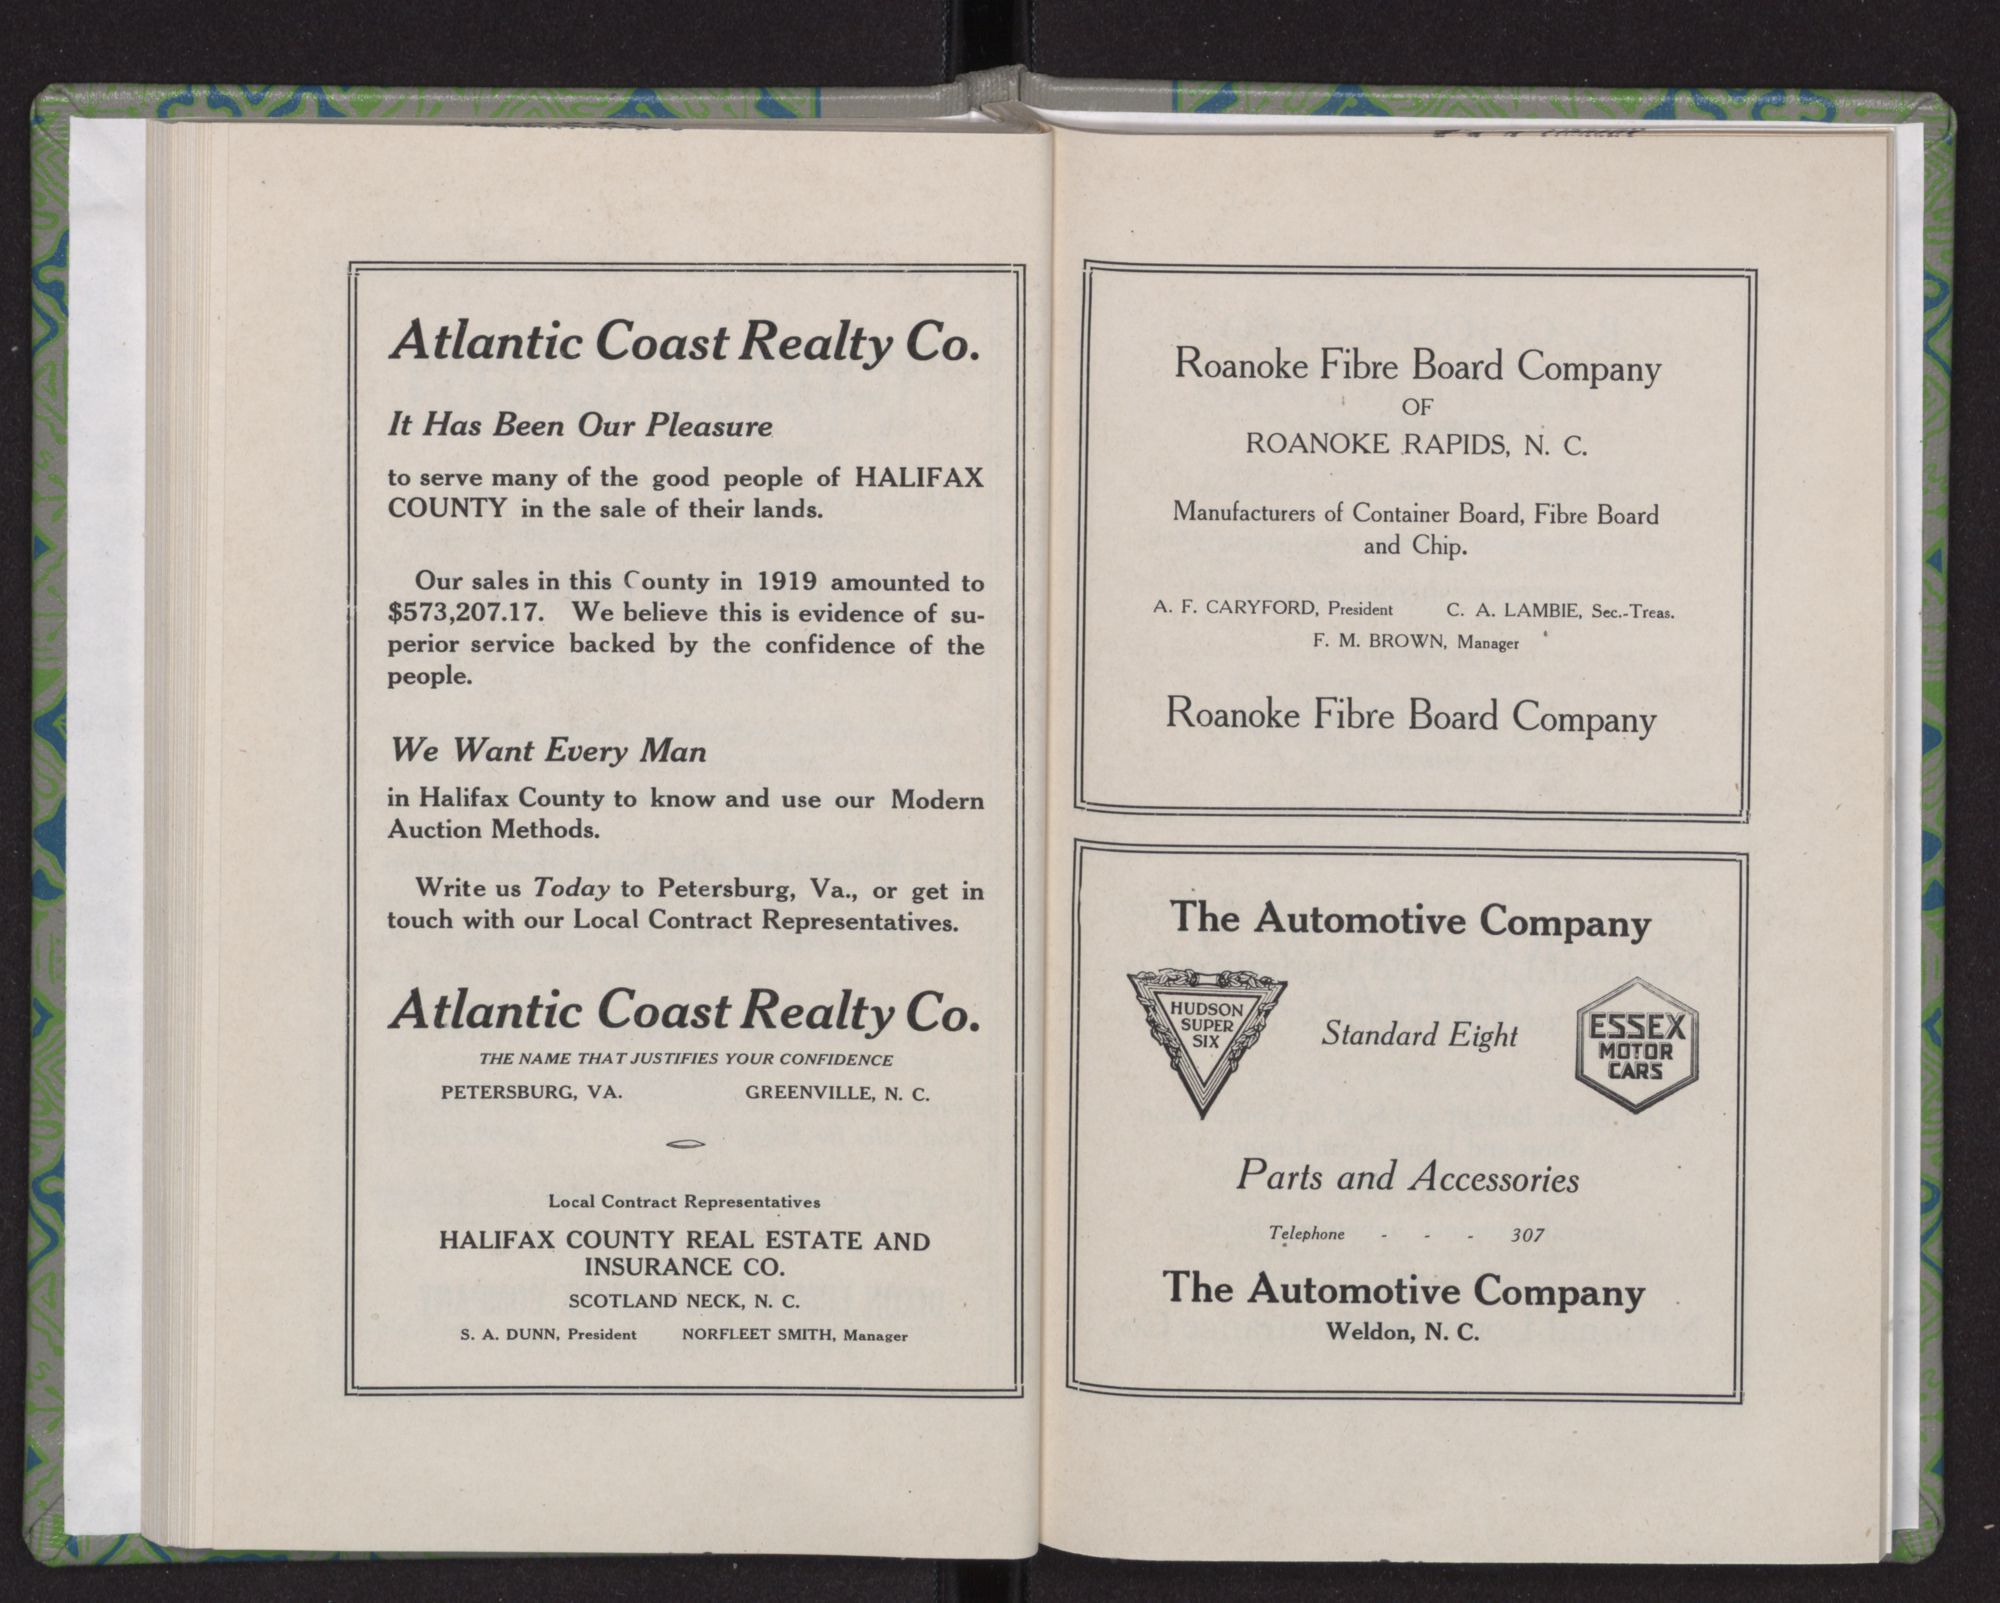 Atlantic Coast Realty Co.
It Has Been Our Pleasure
to serve many of the good people of HALIFAX
COUNTY in the sale of their lands.
Our sales in this County in 1919 amounted to
$573,207.17. We believe this is evidence of su-
perior service backed by the confidence of the
people.
We Want Every Man
in Halifax County to know and use our Modern
Auction Methods.
Write us Today to Petersburg, Va., or get in
touch with our Local Contract Representatives.
Atlantic Coast Realty Co.
THE NAME THAT JUSTIFIES YOUR CONFIDENCE
PETERSBURG, VA. GREENVILLE, N. C.
Local Contract Representatives
HALIFAX COUNTY REAL ESTATE AND
INSURANCE CO.
SCOTLAND NECK, N. C.
S. A. DUNN, President NORFLEET SMITH, Manager
Roanoke Fibre Board Company
OF
ROANOKE RAPIDS, N. C.
Manufacturers of Container Board, Fibre Board
and Chip.
A. F. CARYFORD, President C. A. LAMBIE, Sec.-Treas.
F. M. BROWN, Manager
Roanoke Fibre Board Company
The Automotive Company
HUDSON
SUPER
SIX
Standard Eight
ESSEX
MOTOR
CARS
Parts and Accessories
Telephone - - - 307
The Automotive Company
Weldon, N. C.